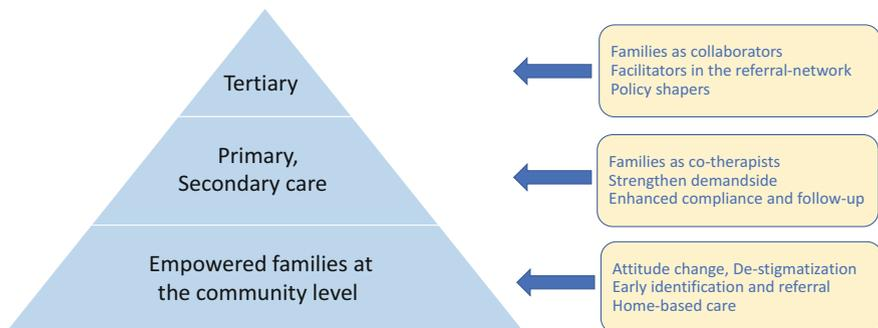 Tertiary
Families as collaborators
Facilitators in the referral-network
Policy shapers
Primary,
Secondary care
Families as co-therapists
Strengthen demandside
Enhanced compliance and follow-up
Empowered families at
the community level
Attitude change, De-stigmatization
Early identification and referral
Home-based care